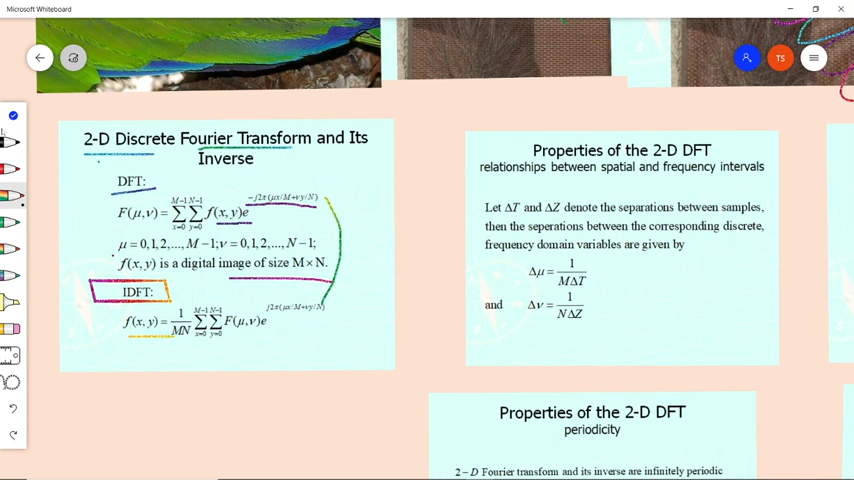 Microsoft Whiteboard
TS
2-D Discrete Fourier Transform and Its
Inverse
DFT:
F(μ,ν) = Σ_{x=0}^{M-1} Σ_{y=0}^{N-1} f(x,y)e^{-j2π(μx/M+νy/N)}
μ = 0,1,2,...,M −1; ν = 0,1,2,..., N −1;
f(x,y) is a digital image of size M×N.
IDFT:
f(x,y) = 1/MN Σ_{x=0}^{M-1} Σ_{y=0}^{N-1} F(μ,ν)e^{j2π(μx/M+νy/N)}
Properties of the 2-D DFT
relationships between spatial and frequency intervals
Let ΔT and ΔZ denote the separations between samples,
then the seperations between the corresponding discrete,
frequency domain variables are given by
Δμ = 1/MΔT
and Δν = 1/NΔZ
Properties of the 2-D DFT
periodicity
2−D Fourier transform and its inverse are infinitely periodic